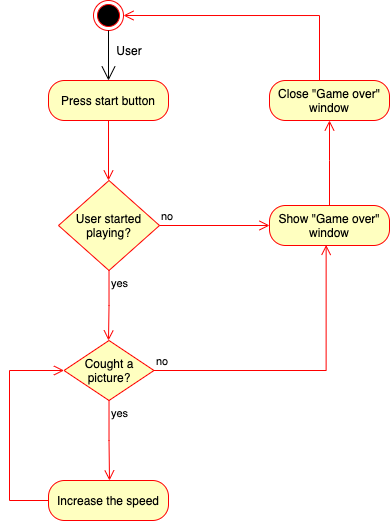 User
Press start button
Close "Game over"
window
User started
playing?
no
Show "Game over"
window
yes
Cought a
picture?
no
yes
Increase the speed